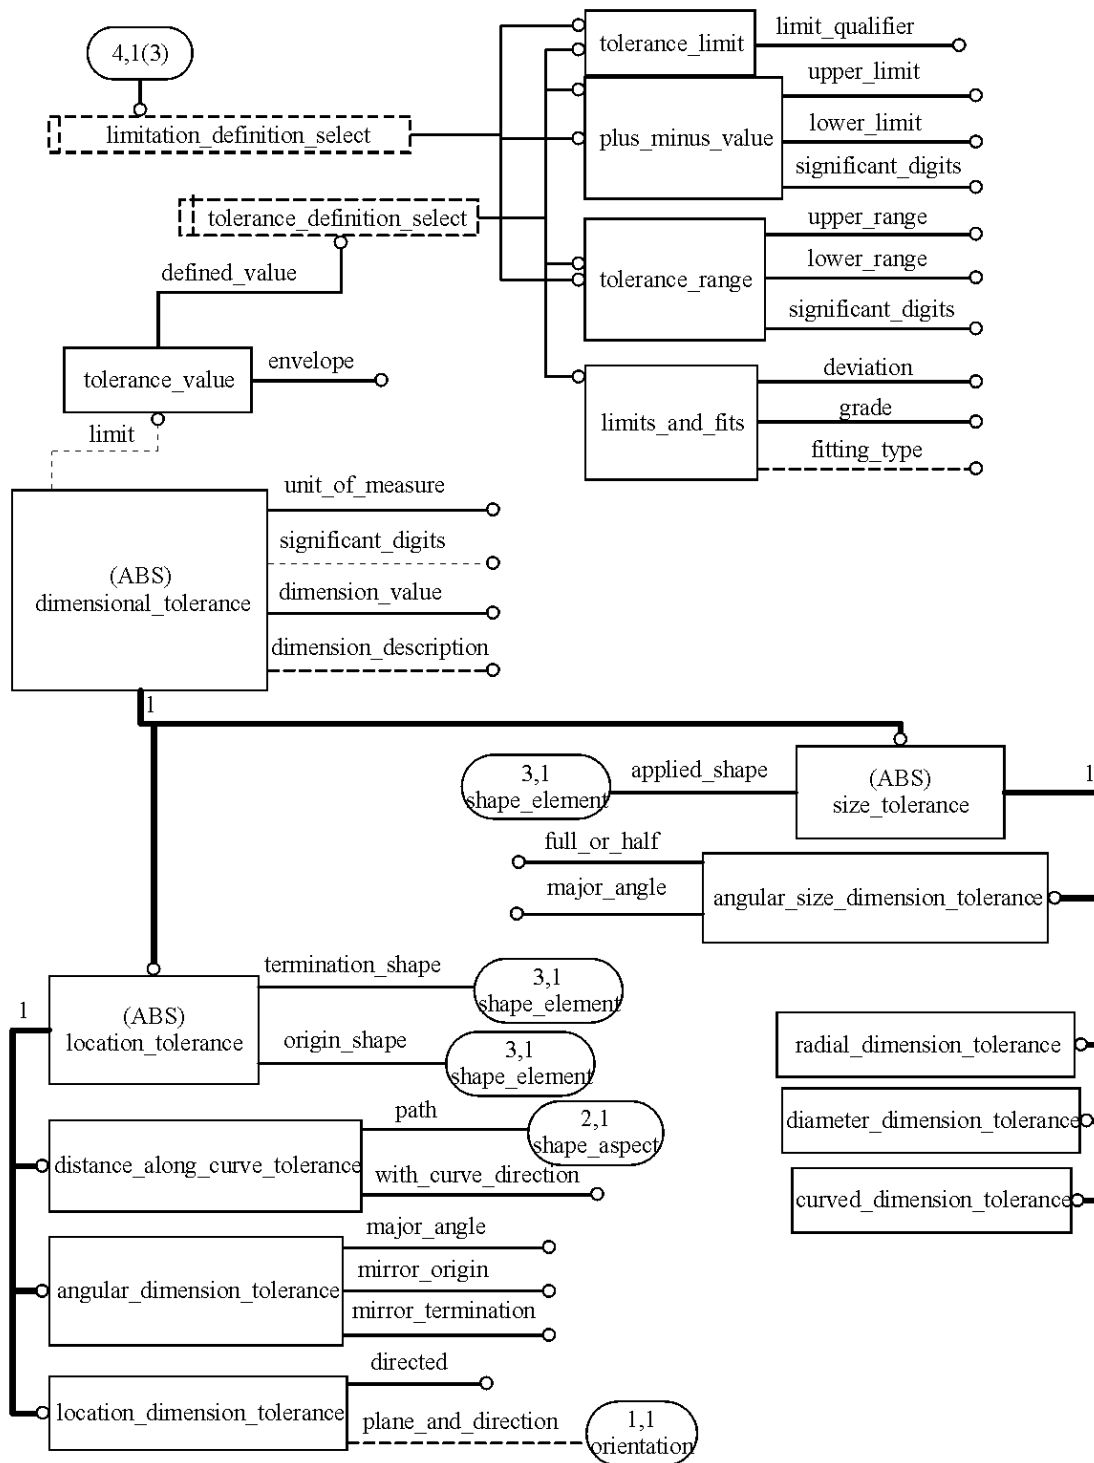 4,1(3)
limitation_definition_select
tolerance_limit
limit_qualifier
plus_minus_value
upper_limit
lower_limit
significant_digits
tolerance_definition_select
defined_value
tolerance_range
upper_range
lower_range
significant_digits
tolerance_value
envelope
limit
limits_and_fits
deviation
grade
fitting_type
(ABS)
dimensional_tolerance
unit_of_measure
significant_digits
dimension_value
dimension_description
1
3,1
shape_element
applied_shape
(ABS)
size_tolerance
1
full_or_half
major_angle
angular_size_dimension_tolerance
1
(ABS)
location_tolerance
termination_shape
3,1
shape_element
origin_shape
3,1
shape_element
radial_dimension_tolerance
diameter_dimension_tolerance
curved_dimension_tolerance
distance_along_curve_tolerance
path
2,1
shape_aspect
with_curve_direction
angular_dimension_tolerance
major_angle
mirror_origin
mirror_termination
location_dimension_tolerance
directed
plane_and_direction
1,1
orientation